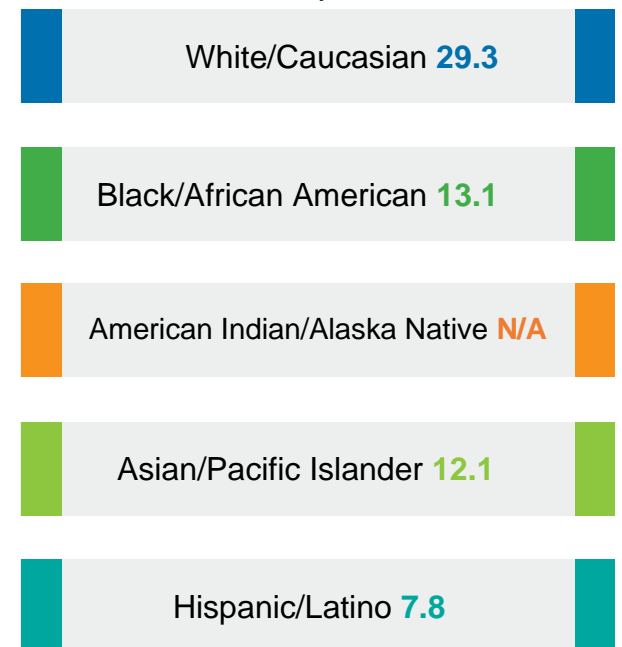 White/Caucasian 29.3
Black/African American 13.1
American Indian/Alaska Native N/A
Asian/Pacific Islander 12.1
Hispanic/Latino 7.8